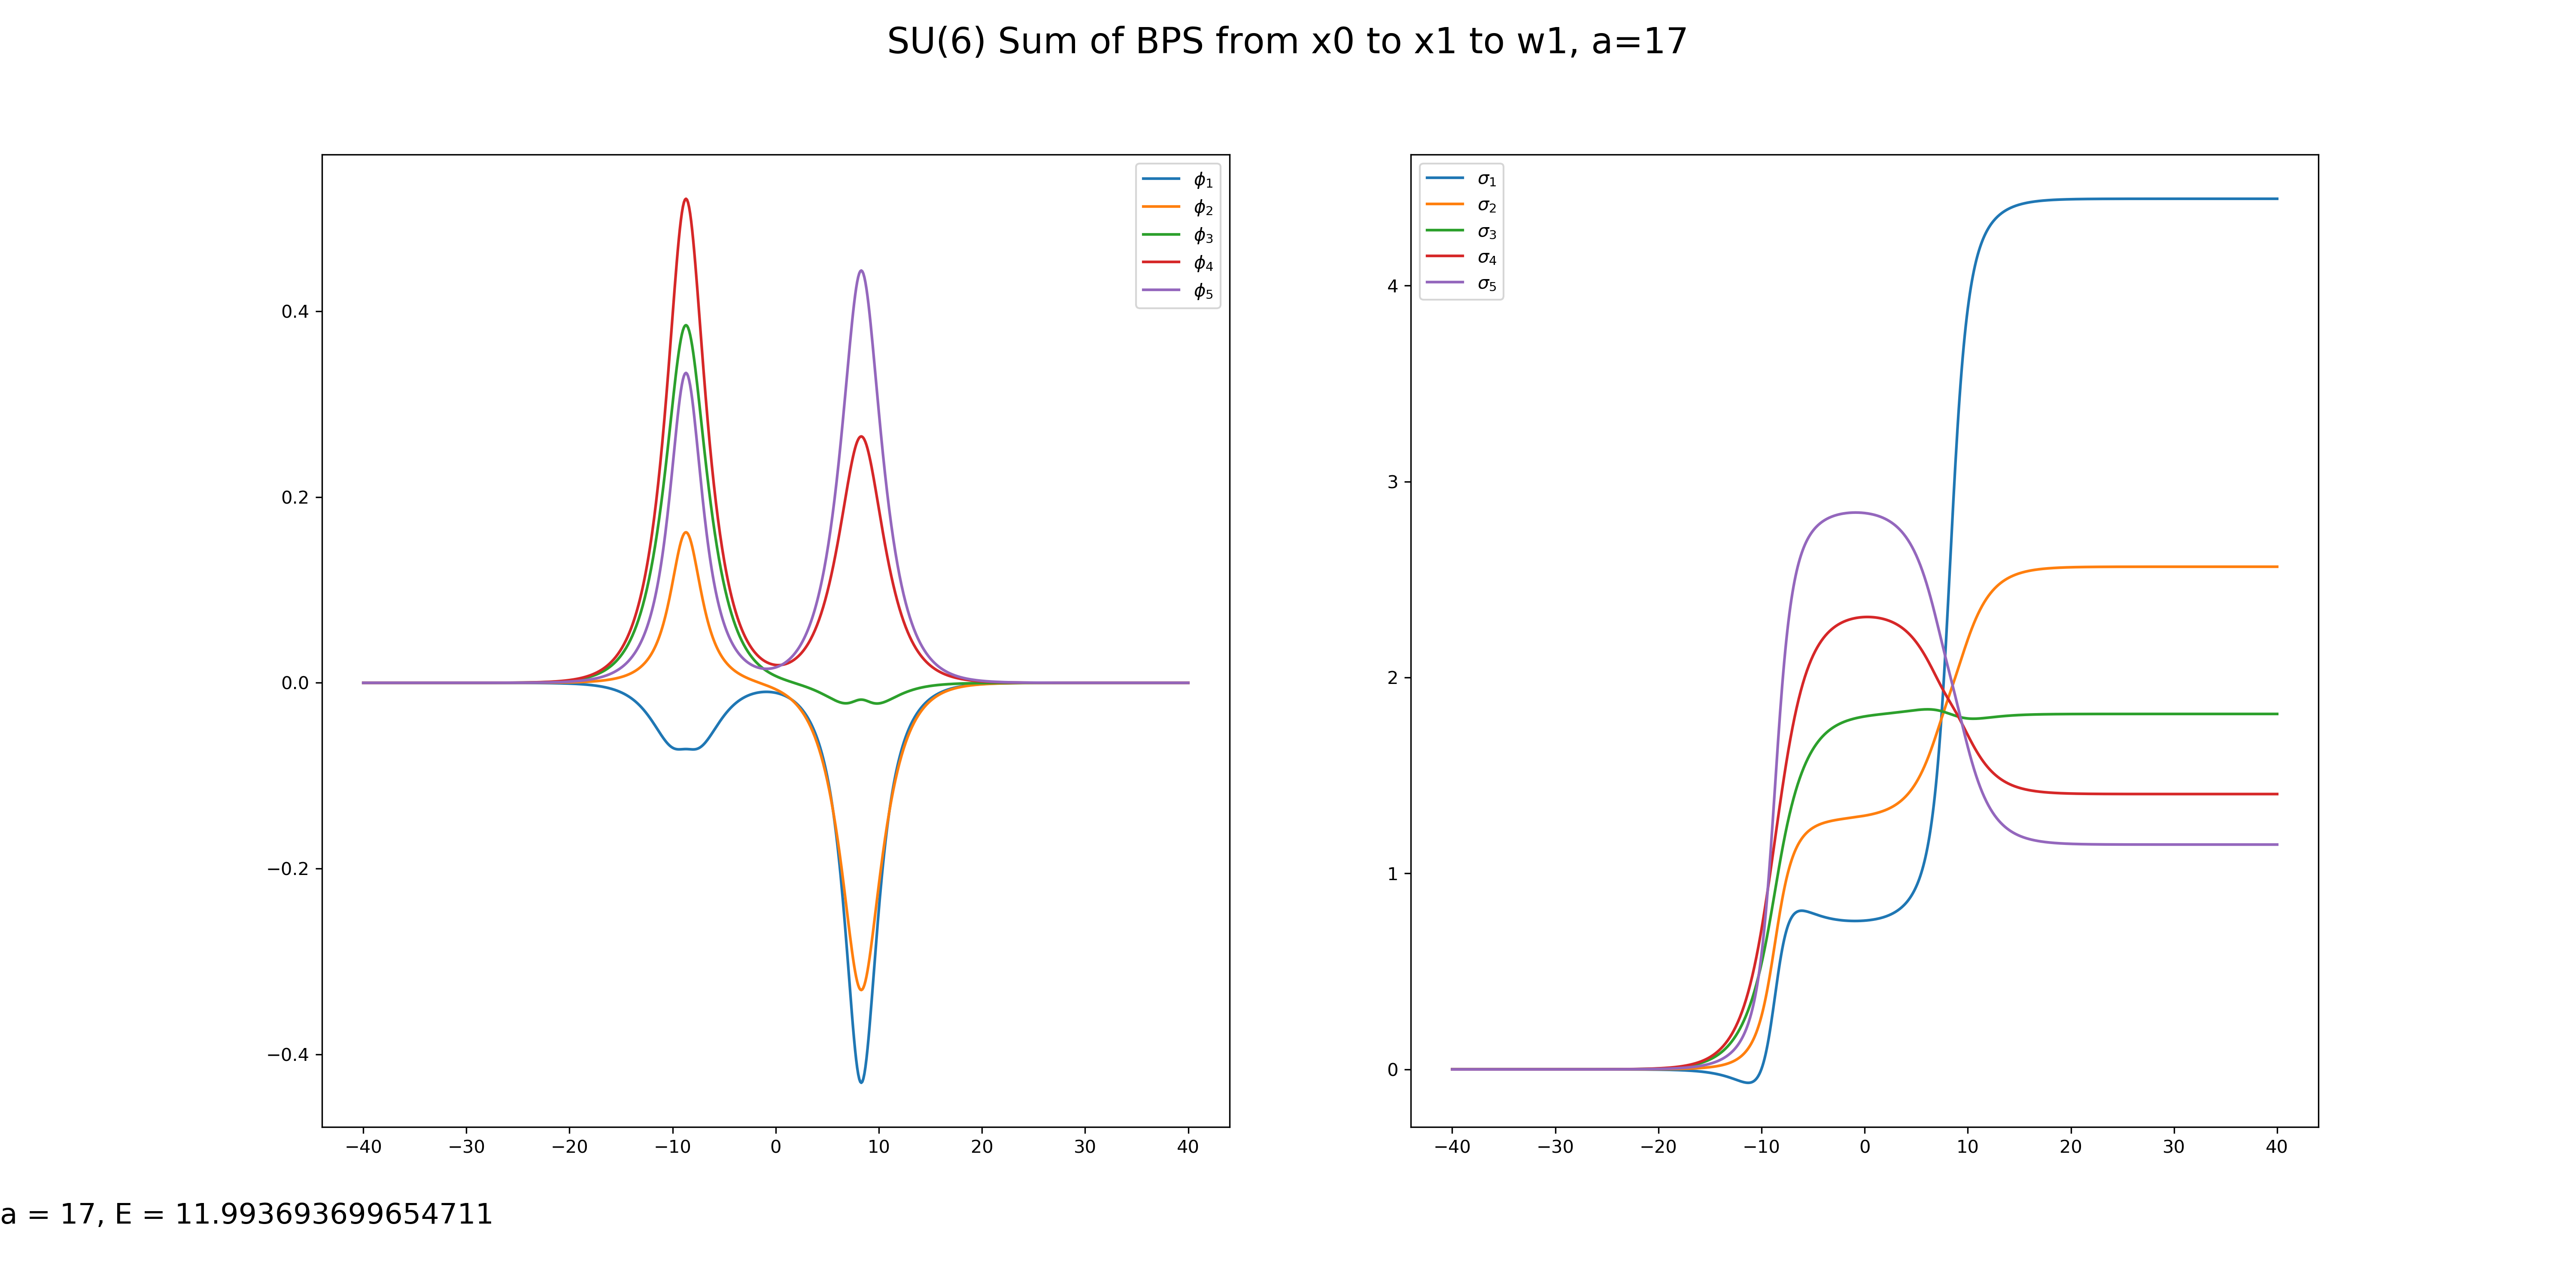 SU(6) Sum of BPS from x0 to x1 to w1, a=17
ϕ₁
ϕ₂
ϕ₃
ϕ₄
ϕ₅
0.4
0.2
0.0
−0.2
−0.4
−40 −30 −20 −10 0 10 20 30 40
σ₁
σ₂
σ₃
σ₄
σ₅
4
3
2
1
0
−40 −30 −20 −10 0 10 20 30 40
a = 17, E = 11.993693699654711